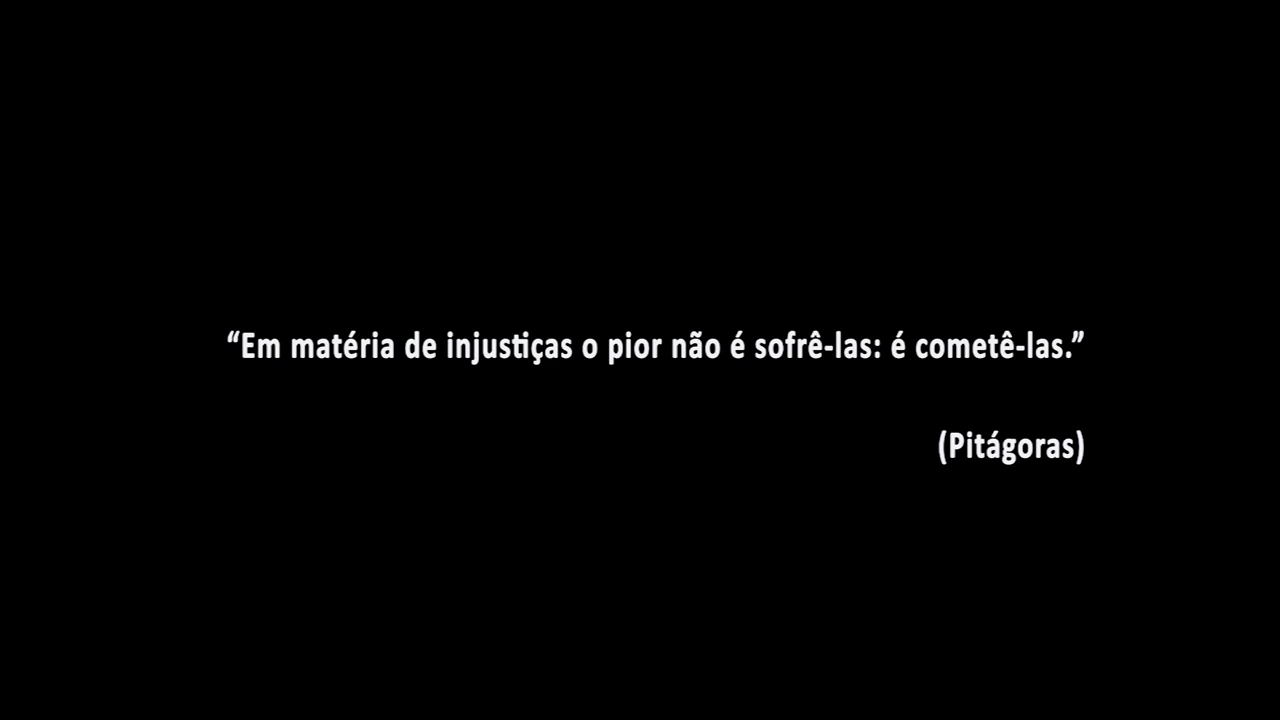 “Em matéria de injustiças o pior não é sofrê-las: é cometê-las.”
(Pitágoras)